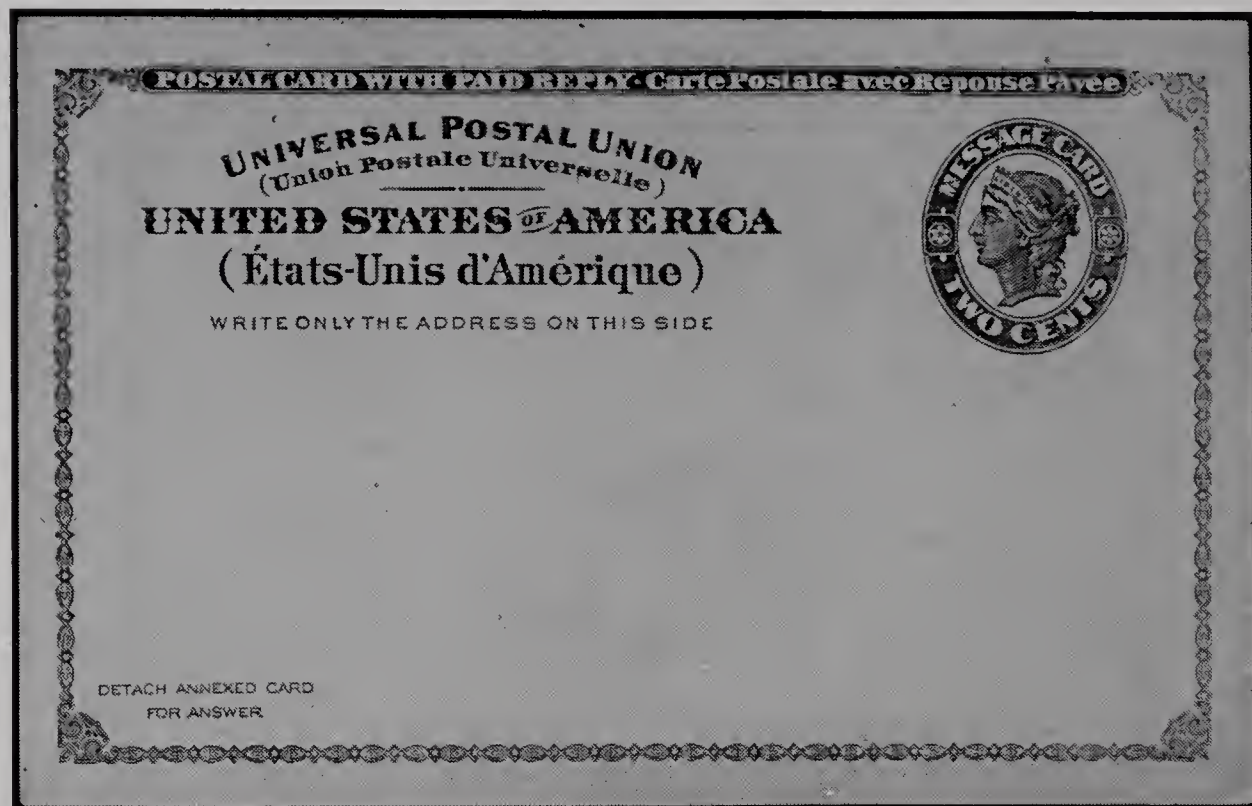 POSTAL CARD WITH PAID REPLY · Carte Postale avec Reponse Payée
UNIVERSAL POSTAL UNION
(Union Postale Universelle)
UNITED STATES OF AMERICA
(États-Unis d'Amérique)
WRITE ONLY THE ADDRESS ON THIS SIDE
MESSAGE CARD
TWO CENTS
DETACH ANNEXED CARD
FOR ANSWER